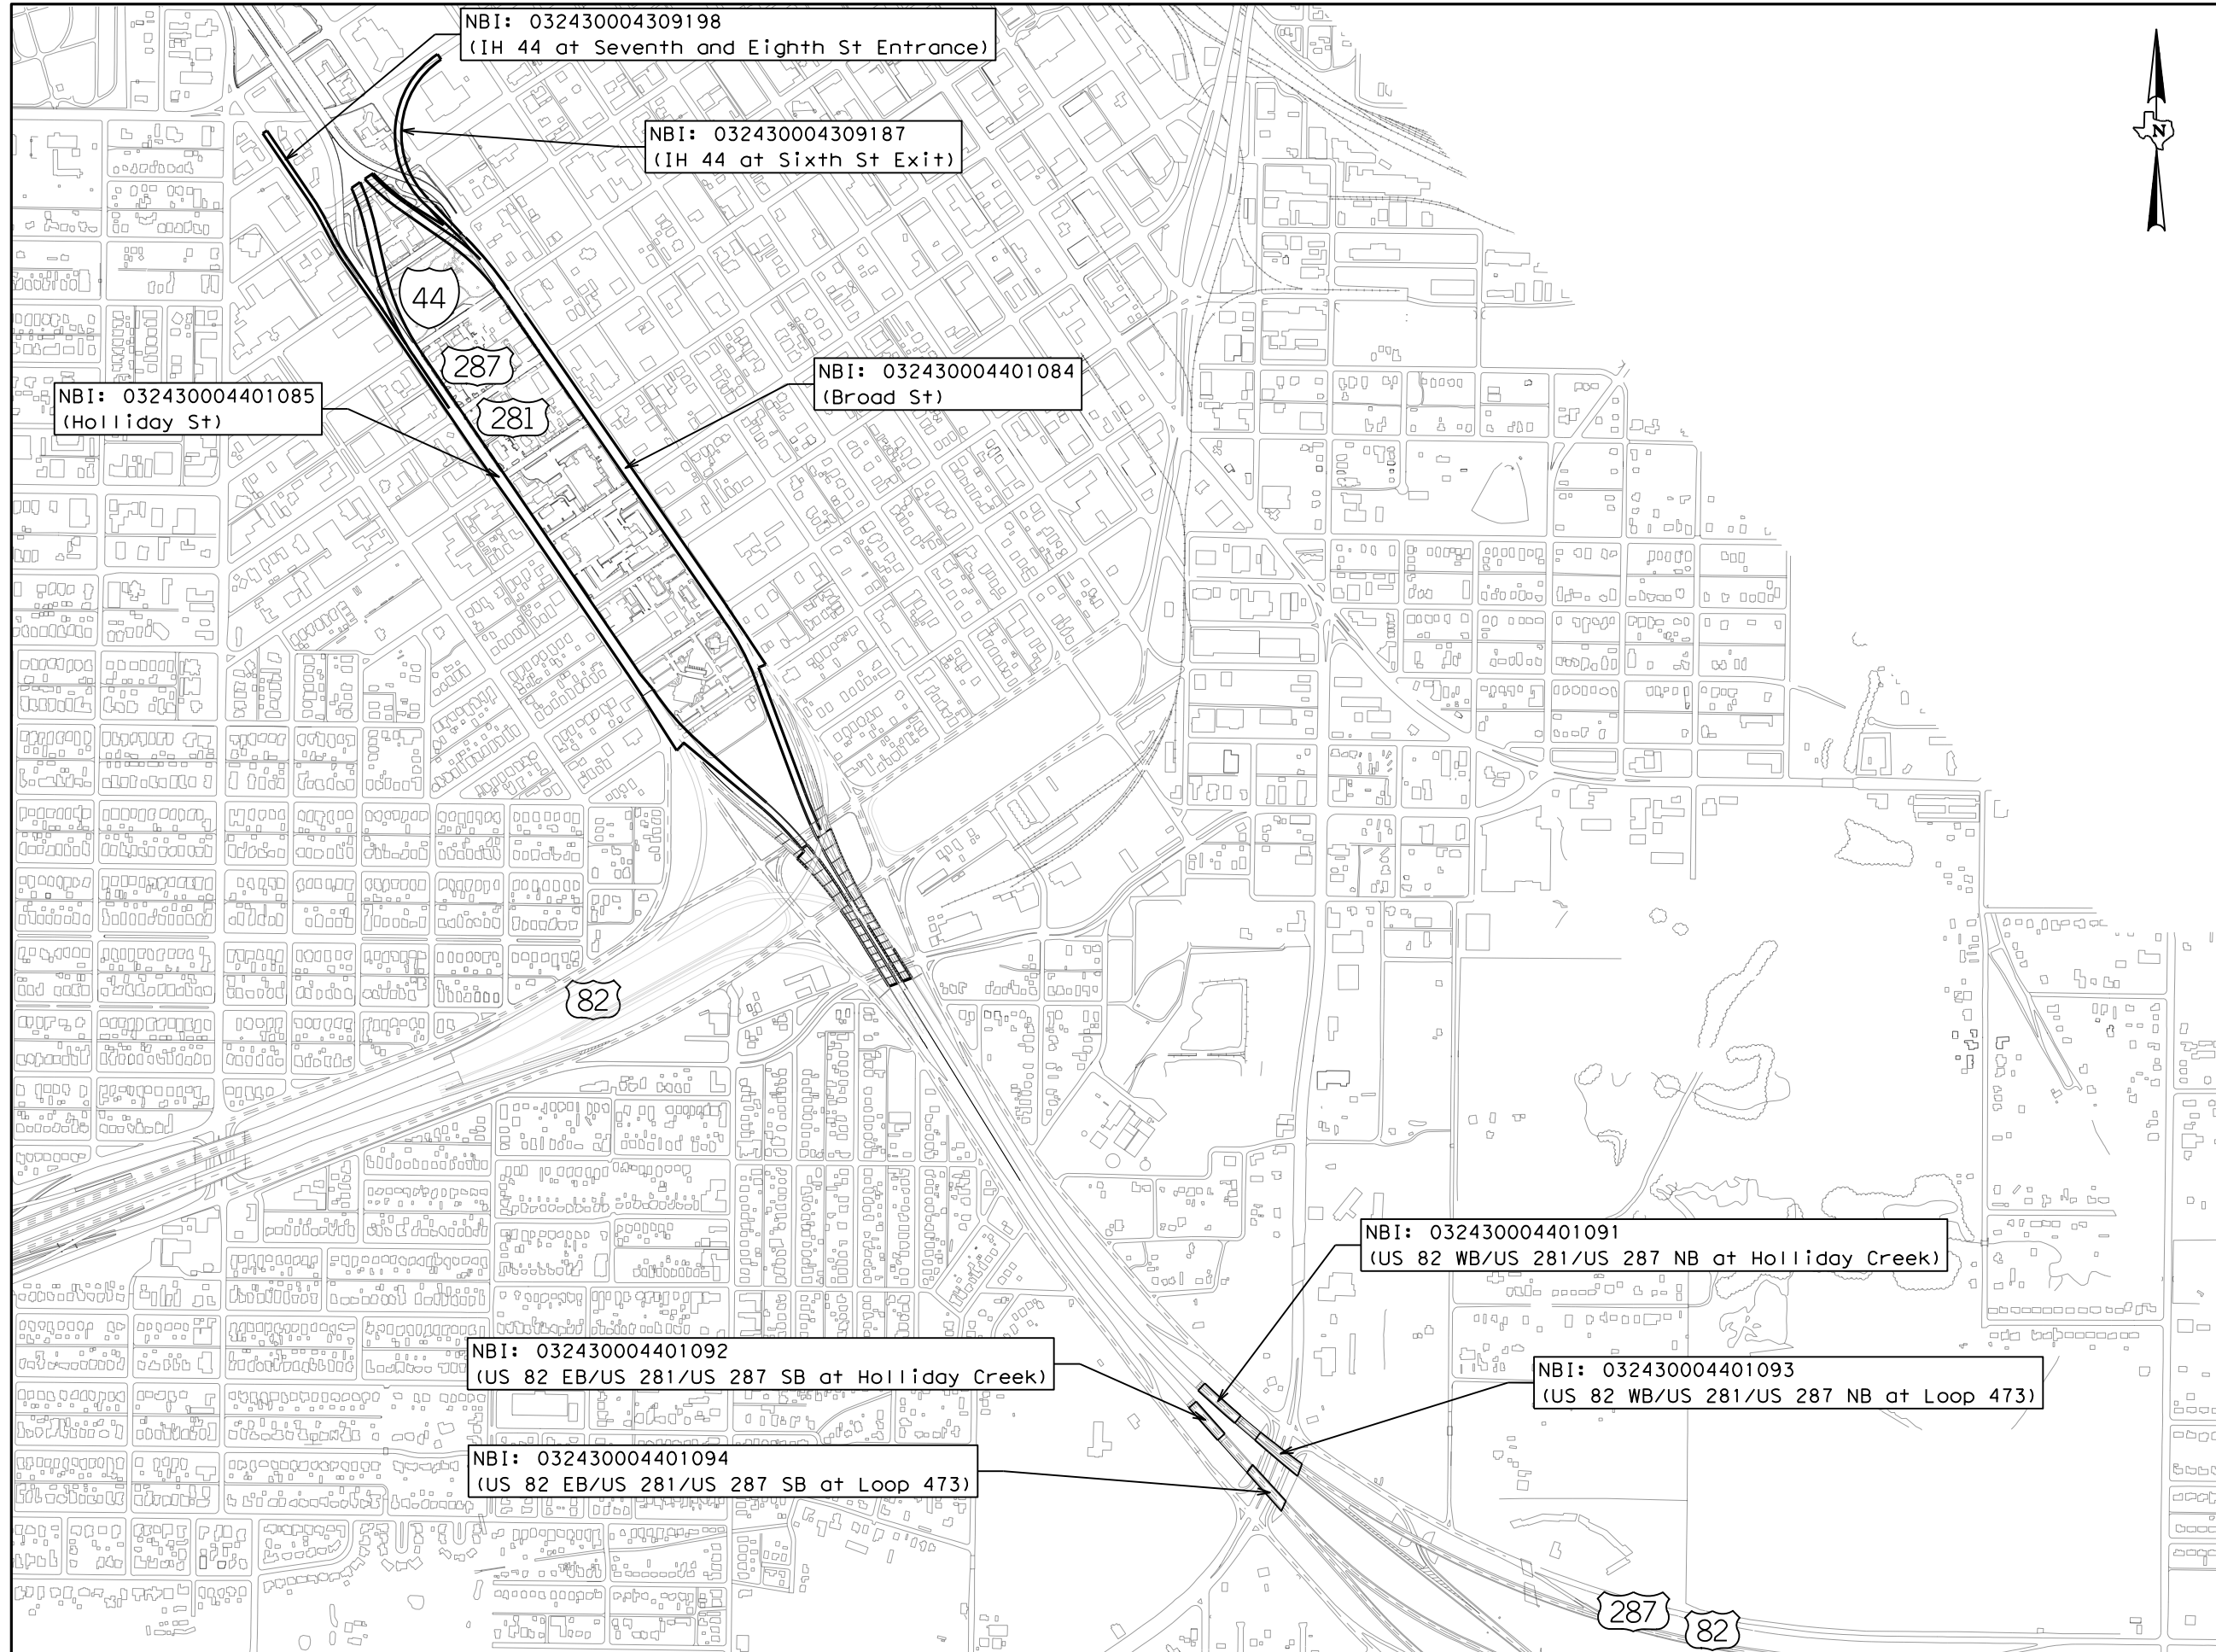 NBI: 032430004309198
(IH 44 at Seventh and Eighth St Entrance)
NBI: 032430004309187
(IH 44 at Sixth St Exit)
N
44
287
281
NBI: 032430004401084
(Broad St)
NBI: 032430004401085
(Holliday St)
82
NBI: 032430004401091
(US 82 WB/US 281/US 287 NB at Holliday Creek)
NBI: 032430004401092
(US 82 EB/US 281/US 287 SB at Holliday Creek)
NBI: 032430004401093
(US 82 WB/US 281/US 287 NB at Loop 473)
NBI: 032430004401094
(US 82 EB/US 281/US 287 SB at Loop 473)
287
82